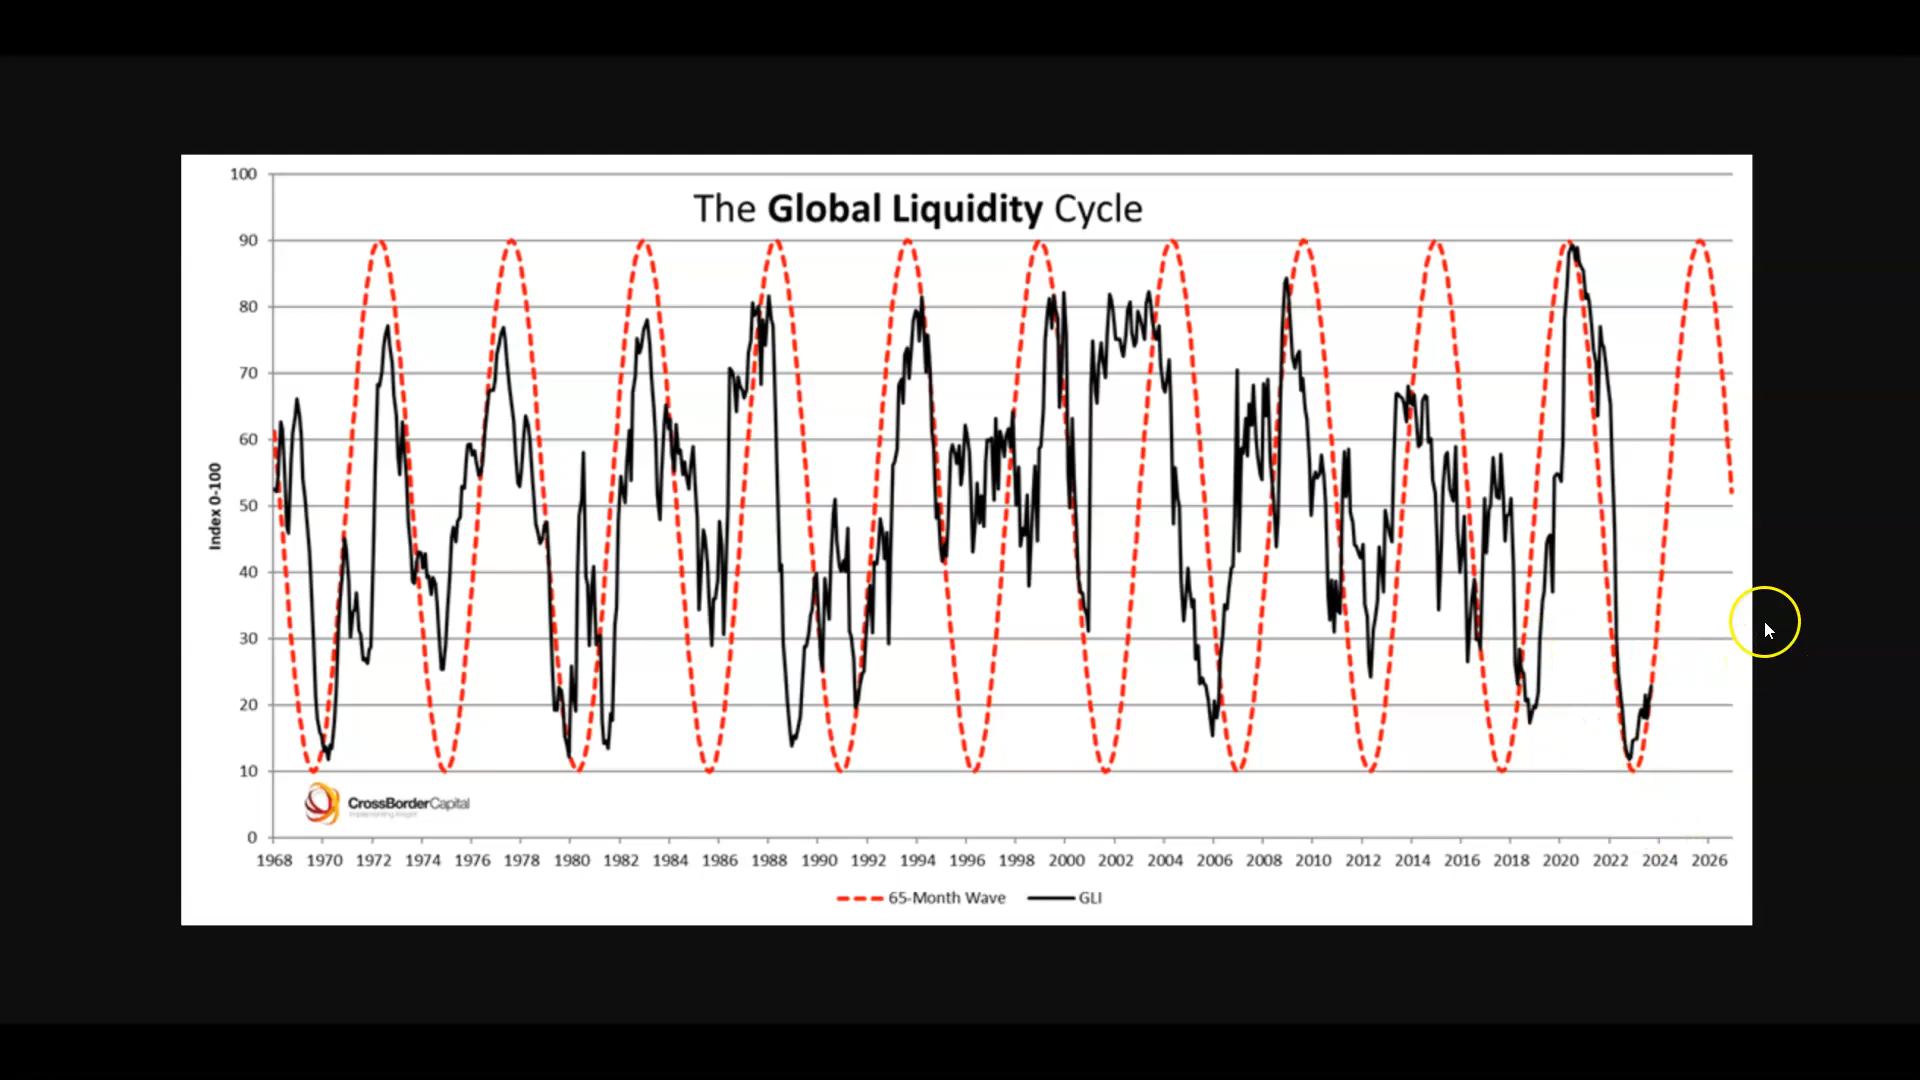 The Global Liquidity Cycle
100
90
80
70
60
50
40
30
20
10
0
Index 0-100
CrossBorderCapital
1968 1970 1972 1974 1976 1978 1980 1982 1984 1986 1988 1990 1992 1994 1996 1998 2000 2002 2004 2006 2008 2010 2012 2014 2016 2018 2020 2022 2024 2026
65-Month Wave GLI